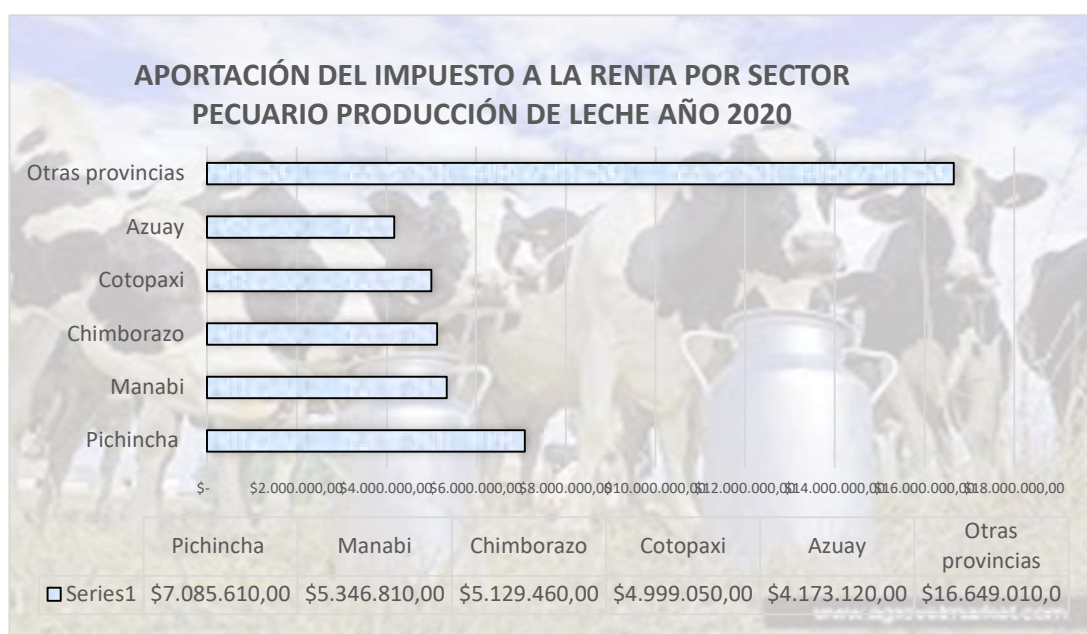 APORTACIÓN DEL IMPUESTO A LA RENTA POR SECTOR
PECUARIO PRODUCCIÓN DE LECHE AÑO 2020
Otras provincias
Azuay
Cotopaxi
Chimborazo
Manabi
Pichincha
$- $2.000.000,00 $4.000.000,00 $6.000.000,00 $8.000.000,00 $10.000.000,00 $12.000.000,00 $14.000.000,00 $16.000.000,00 $18.000.000,00
Pichincha Manabi Chimborazo Cotopaxi Azuay Otras
provincias
Series1 $7.085.610,00 $5.346.810,00 $5.129.460,00 $4.999.050,00 $4.173.120,00 $16.649.010,0